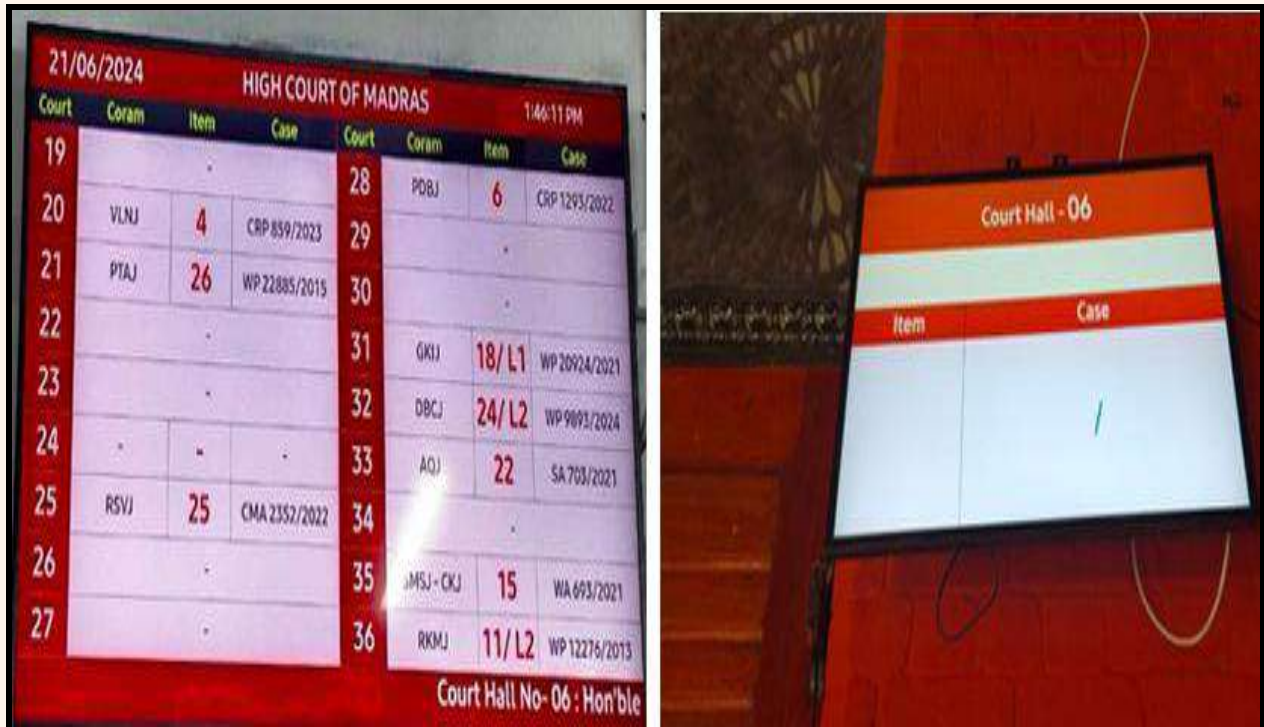 21/06/2024 HIGH COURT OF MADRAS 1:46:11 PM
Court Coram Item Case Court Coram Item Case
19 - 28 PDBJ 6 CRP 1293/2022
20 VLNJ 4 CRP 859/2023 29 -
21 PTAJ 26 WP 22885/2015 30 -
22 - 31 GKIJ 18/ L1 WP 20924/2021
23 - 32 DBCJ 24/ L2 WP 9893/2024
24 - - - 33 AQJ 22 SA 703/2021
25 RSVJ 25 CMA 2352/2022 34 -
26 - 35 SMSJ - CKJ 15 WA 693/2021
27 - 36 RKMJ 11/ L2 WP 12276/2013
Court Hall No- 06 : Hon'ble
Court Hall - 06
Item Case
/